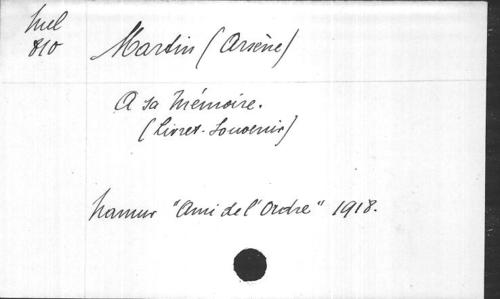 Mel
810
Martin (Arsène)
A sa Mémoire.
(Livret-Souvenir)
Namur "Ami de l'Ordre" 1918.